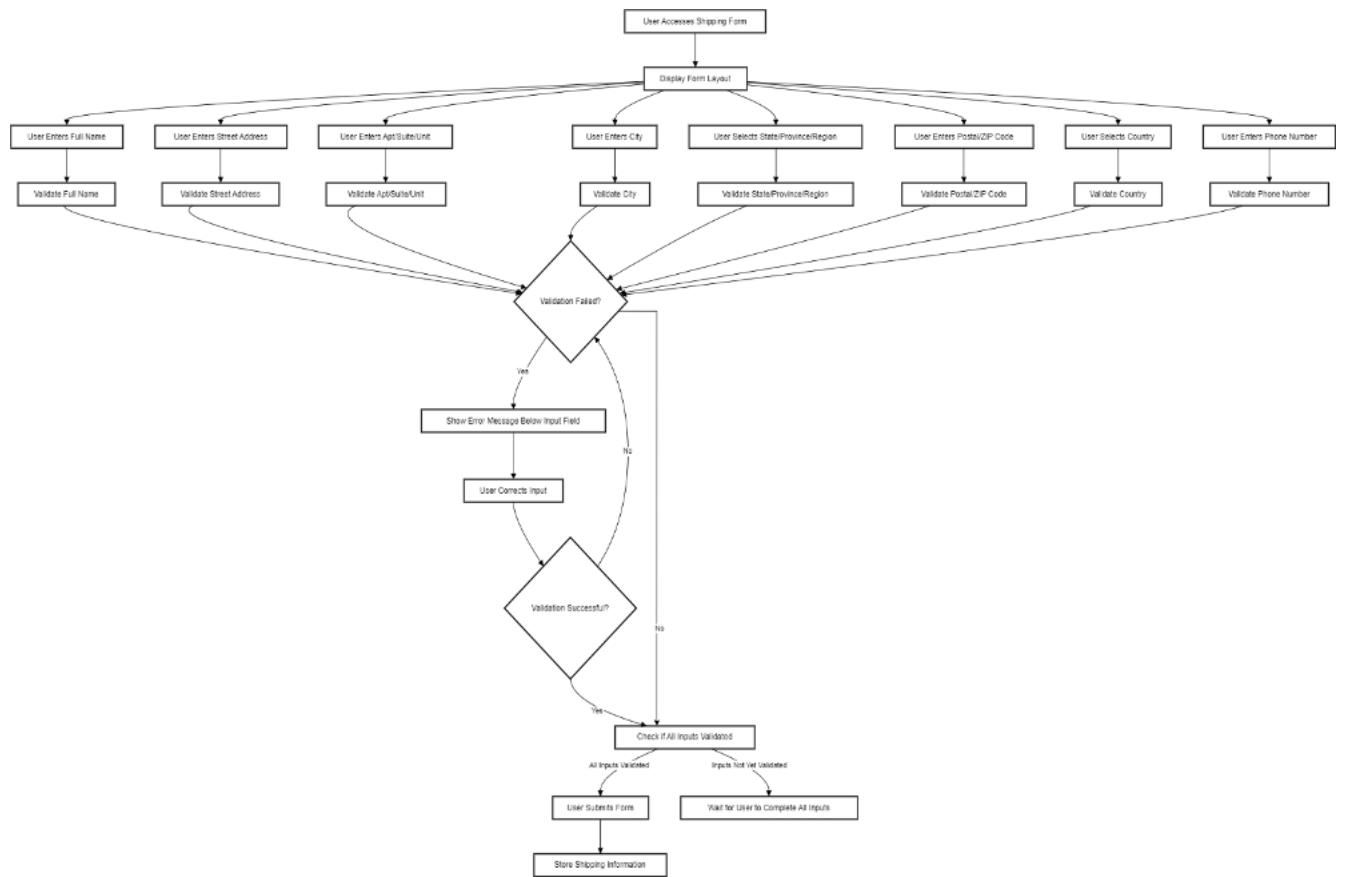 User Accesses Shipping Form
Display Form Layout
User Enters Full Name
User Enters Street Address
User Enters Apt/Suite/Unit
User Enters City
User Selects State/Province/Region
User Enters Postal/ZIP Code
User Selects Country
User Enters Phone Number
Validate Full Name
Validate Street Address
Validate Apt/Suite/Unit
Validate City
Validate State/Province/Region
Validate Postal/ZIP Code
Validate Country
Validate Phone Number
Validation Failed?
Yes
Show Error Message Below Input Field
No
User Corrects Input
Validation Successful?
No
Yes
Check if All Inputs Validated
All Inputs Validated
Inputs Not Yet Validated
User Submits Form
Wait for User to Complete All Inputs
Store Shipping Information